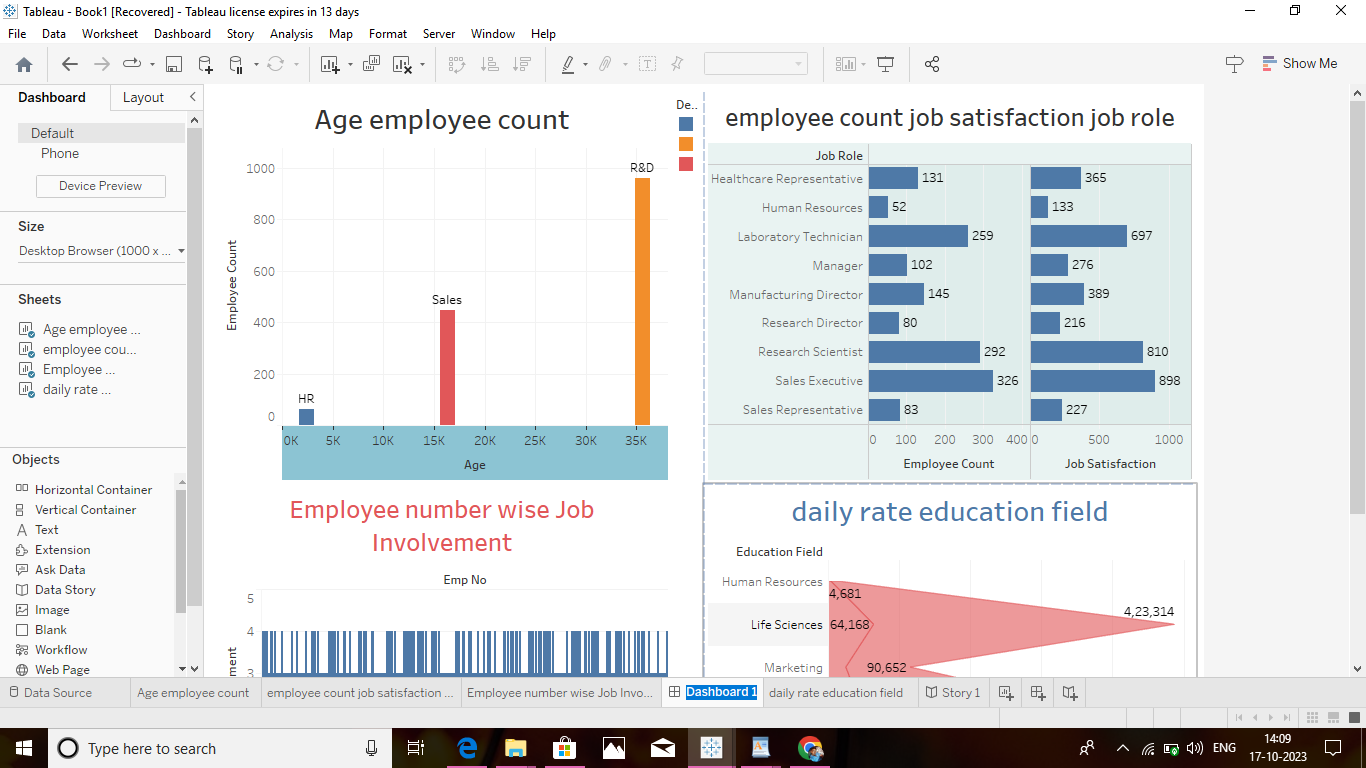 Tableau - Book1 [Recovered] - Tableau license expires in 13 days
File Data Worksheet Dashboard Story Analysis Map Format Server Window Help
Show Me
Dashboard Layout
Default
Phone
Device Preview
Size
Desktop Browser (1000 x ...
Sheets
Age employee ...
employee cou...
Employee ...
daily rate ...
Objects
Horizontal Container
Vertical Container
Text
Extension
Ask Data
Data Story
Image
Blank
Workflow
Web Page
Age employee count
De..
Employee Count
1000
800
600
400
200
0
HR
Sales
R&D
0K 5K 10K 15K 20K 25K 30K 35K
Age
employee count job satisfaction job role
Job Role
Healthcare Representative 131 365
Human Resources 52 133
Laboratory Technician 259 697
Manager 102 276
Manufacturing Director 145 389
Research Director 80 216
Research Scientist 292 810
Sales Executive 326 898
Sales Representative 83 227
0 100 200 300 400 0 500 1000
Employee Count Job Satisfaction
Employee number wise Job
Involvement
Emp No
5
4
3
ment
daily rate education field
Education Field
Human Resources 4,681
Life Sciences 64,168 4,23,314
Marketing 90,652
Data Source Age employee count employee count job satisfaction ... Employee number wise Job Invo... Dashboard 1 daily rate education field Story 1
Type here to search
ENG
14:09
17-10-2023